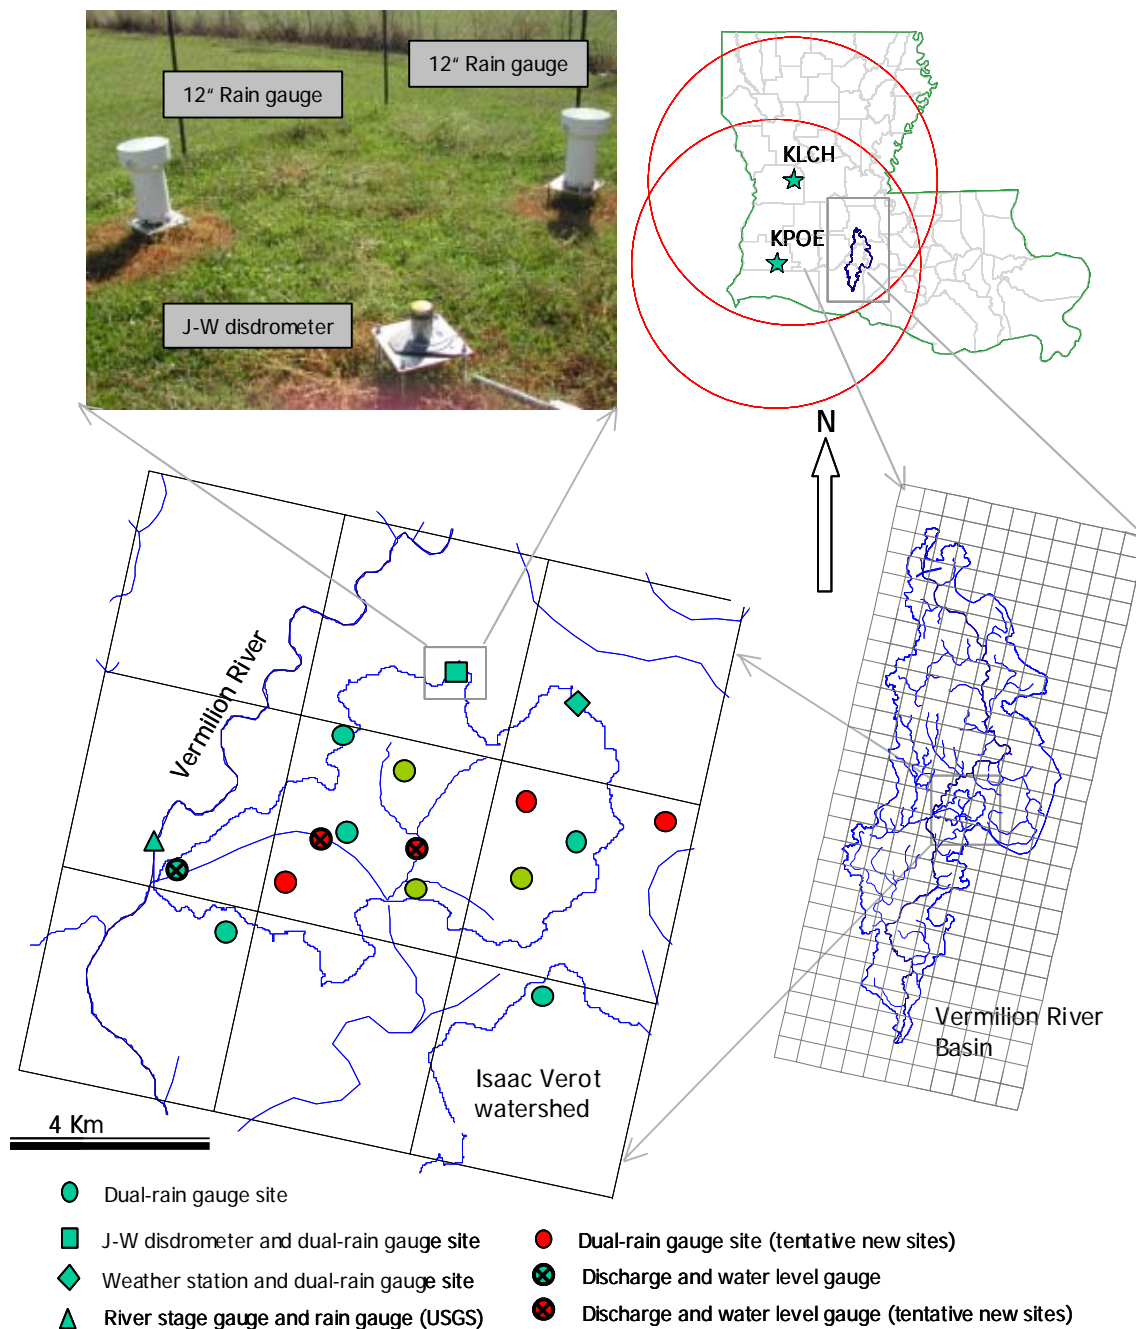 12“ Rain gauge
12“ Rain gauge
J-W disdrometer
KLCH
KPOE
N
Vermilion River
Vermilion River
Basin
Isaac Verot
watershed
4 Km
Dual-rain gauge site
J-W disdrometer and dual-rain gauge site
Weather station and dual-rain gauge site
River stage gauge and rain gauge (USGS)
Dual-rain gauge site (tentative new sites)
Discharge and water level gauge
Discharge and water level gauge (tentative new sites)